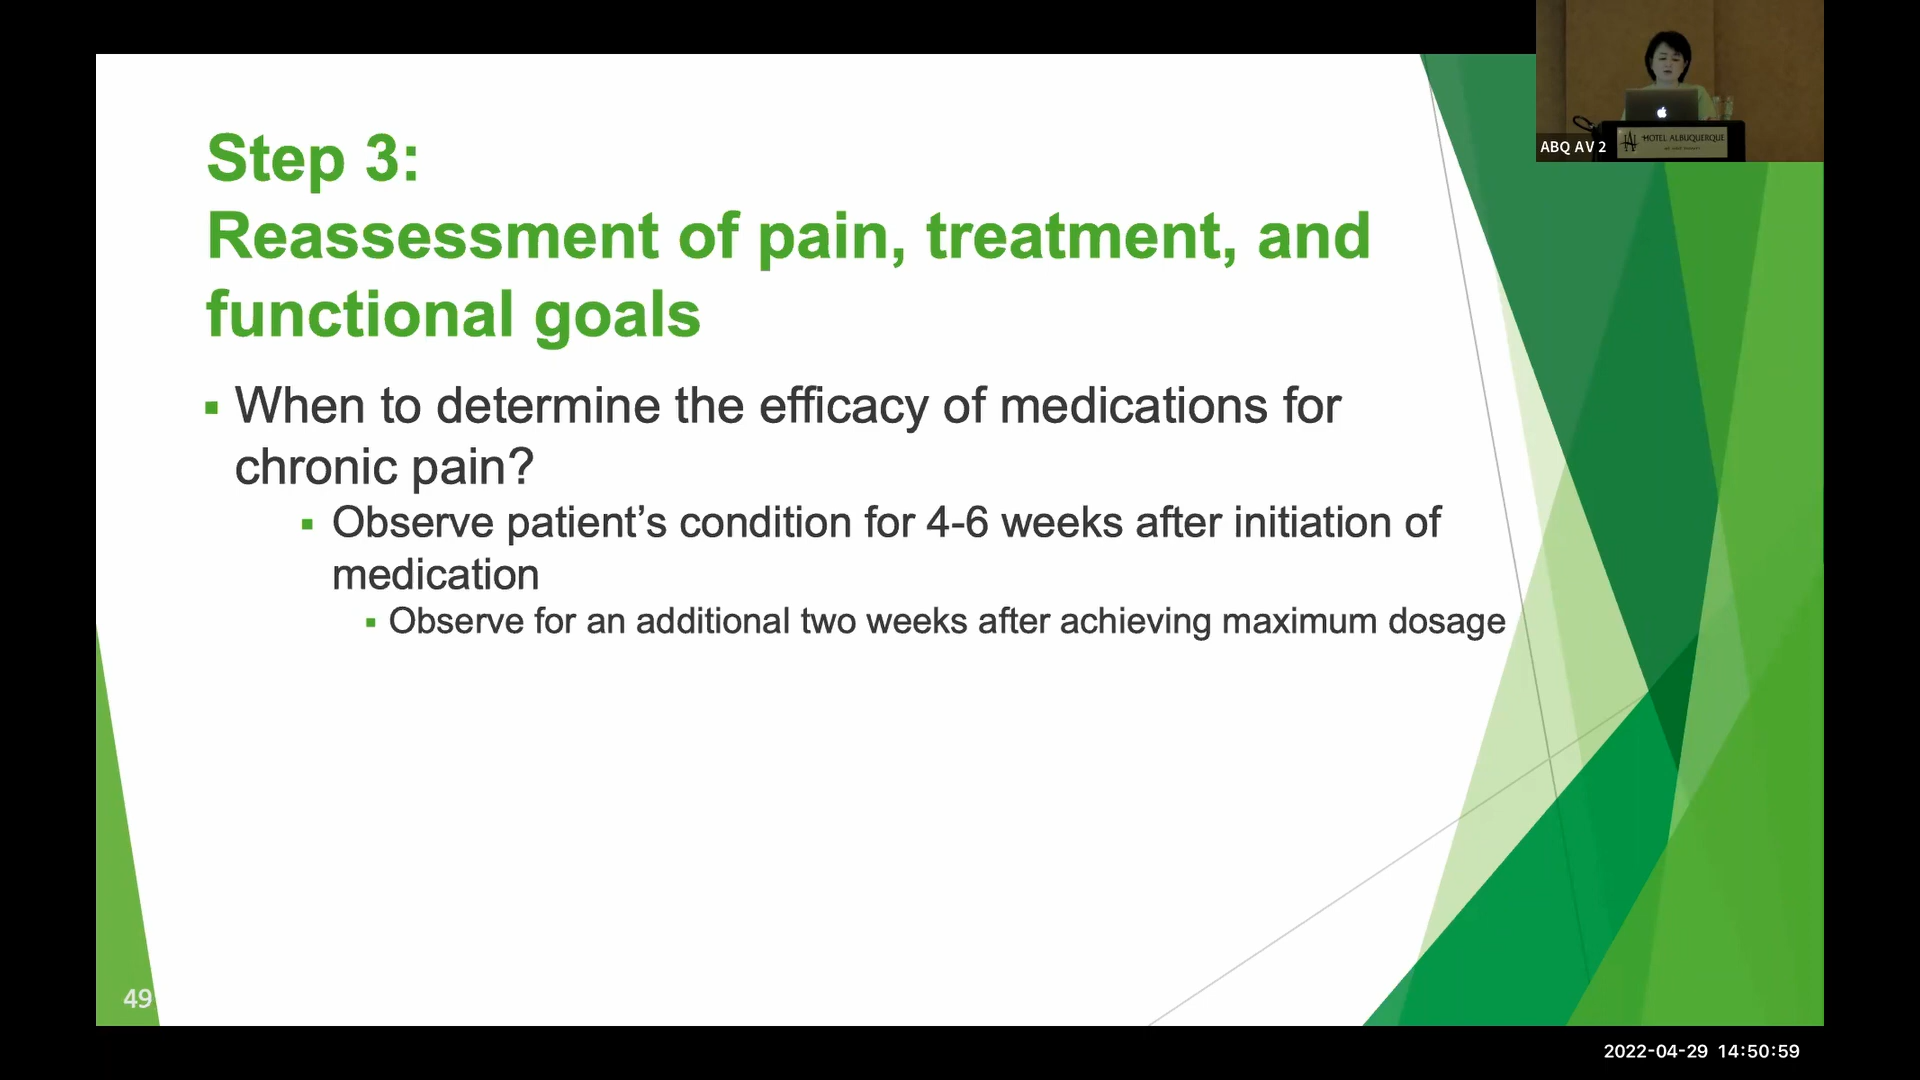 Step 3:
Reassessment of pain, treatment, and
functional goals
▪ When to determine the efficacy of medications for
chronic pain?
▪ Observe patient’s condition for 4-6 weeks after initiation of
medication
▪ Observe for an additional two weeks after achieving maximum dosage
49
ABQ AV 2
HOTEL ALBUQUERQUE
2022-04-29 14:50:59